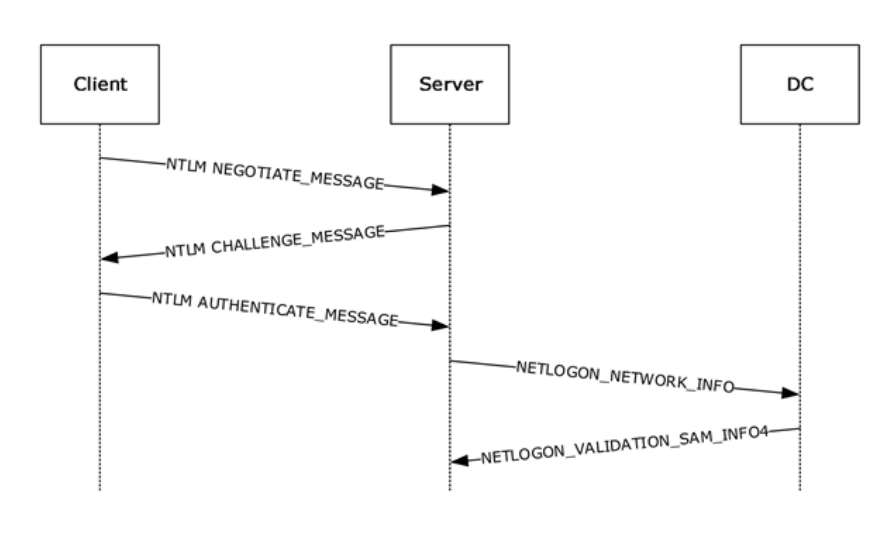 Client
Server
DC
NTLM NEGOTIATE_MESSAGE
NTLM CHALLENGE_MESSAGE
NTLM AUTHENTICATE_MESSAGE
NETLOGON_NETWORK_INFO
NETLOGON_VALIDATION_SAM_INFO4